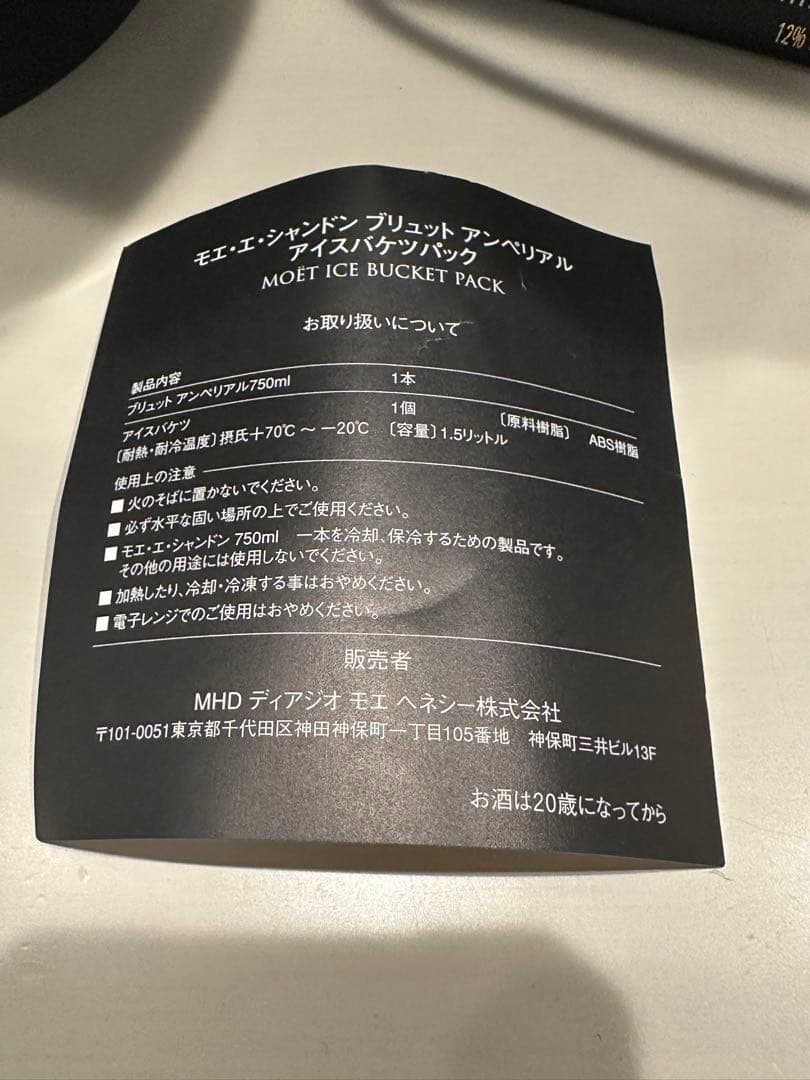 12%
モエ・エ・シャンドン ブリュット アンペリアル
アイスバケツパック
MOËT ICE BUCKET PACK
お取り扱いについて
製品内容
ブリュット アンペリアル750ml 1本
アイスバケツ 1個 〔原料樹脂〕 ABS樹脂
〔耐熱・耐冷温度〕摂氏+70℃ ～ −20℃ 〔容量〕1.5リットル
使用上の注意
■ 火のそばに置かないでください。
■ 必ず水平な固い場所の上でご使用ください。
■ モエ・エ・シャンドン 750ml 一本を冷却、保冷するための製品です。
その他の用途には使用しないでください。
■ 加熱したり、冷却・冷凍する事はおやめください。
■ 電子レンジでのご使用はおやめください。
販売者
MHD ディアジオ モエ ヘネシー株式会社
〒101-0051東京都千代田区神田神保町一丁目105番地 神保町三井ビル13F
お酒は20歳になってから